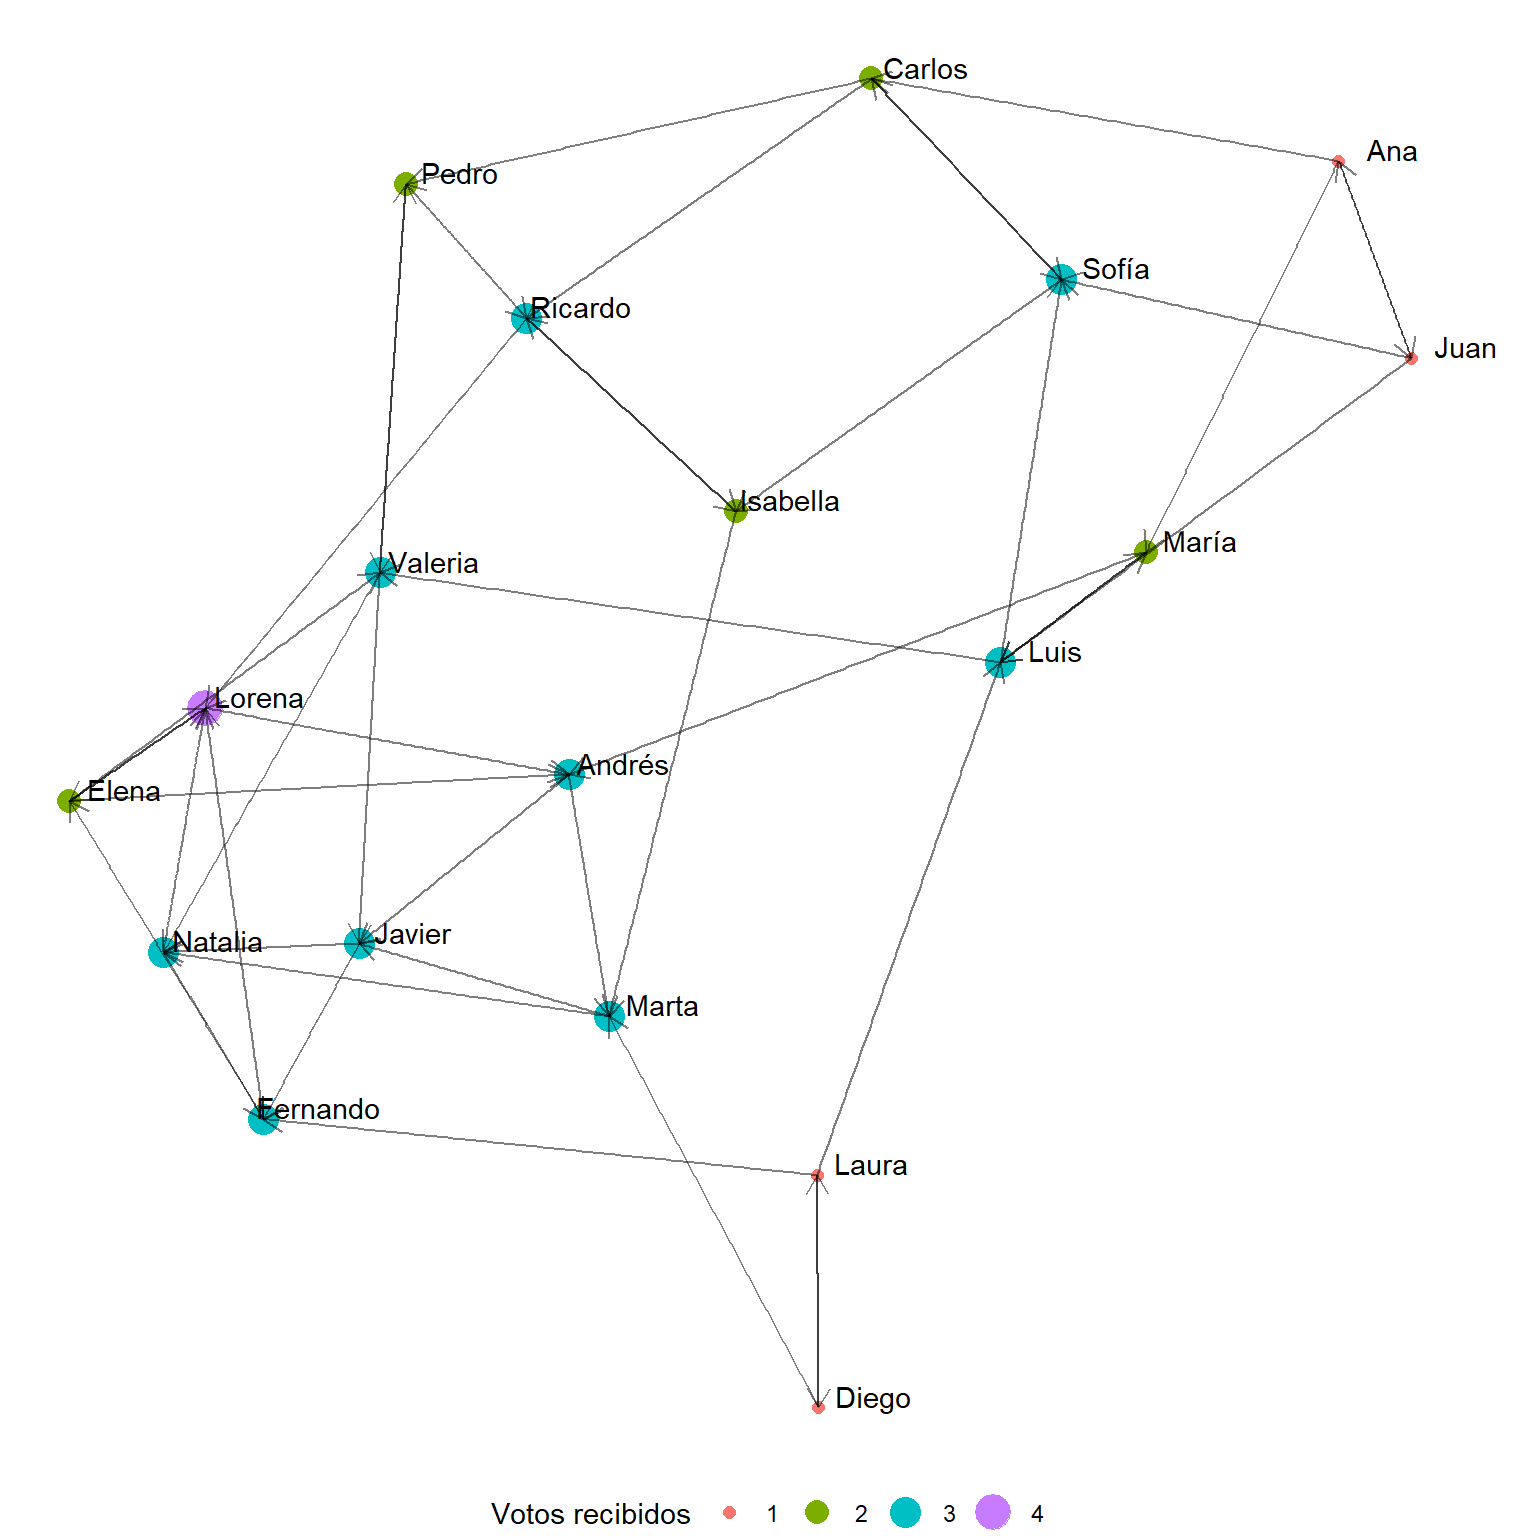 Carlos
Ana
Pedro
Sofía
Ricardo
Juan
Isabella
María
Valeria
Luis
Lorena
Andrés
Elena
Javier
Natalia
Marta
Fernando
Laura
Diego
Votos recibidos 1 2 3 4